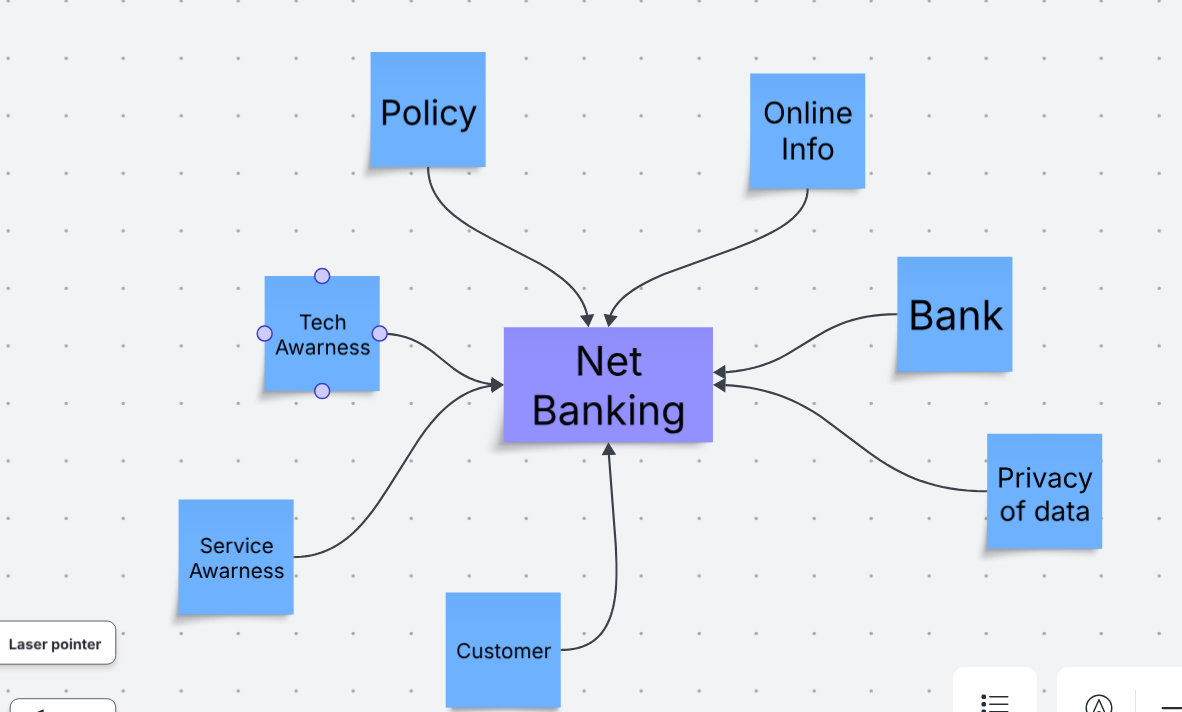 Policy
Online
Info
Tech
Awarness
Bank
Net
Banking
Privacy
of data
Service
Awarness
Customer
Laser pointer